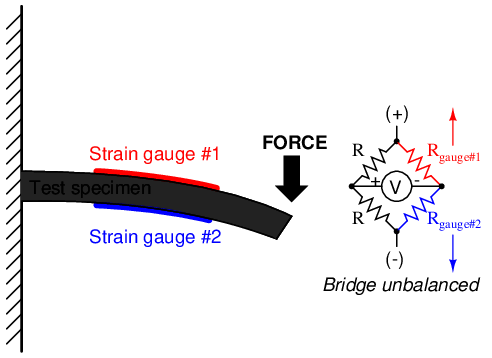 Strain gauge #1
Test specimen
Strain gauge #2
FORCE
(+)
R
Rgauge#1
+ V -
R
Rgauge#2
(-)
Bridge unbalanced